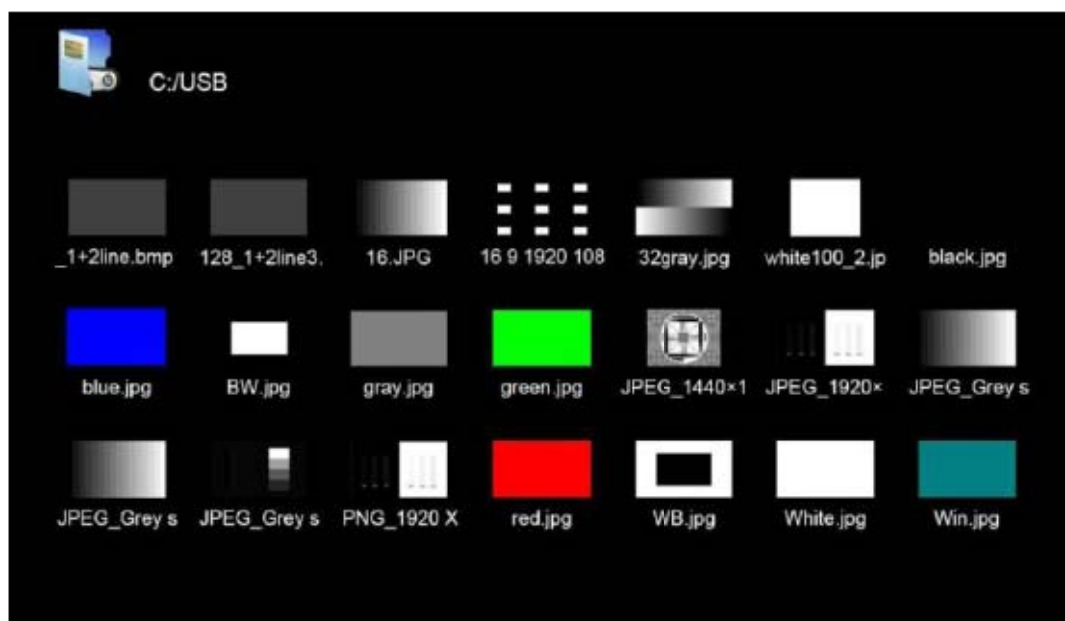 C:/USB
_1+2line.bmp 128_1+2line3. 16.JPG 16 9 1920 108 32gray.jpg white100_2.jp black.jpg
blue.jpg BW.jpg gray.jpg green.jpg JPEG_1440×1 JPEG_1920× JPEG_Grey s
JPEG_Grey s JPEG_Grey s PNG_1920 X red.jpg WB.jpg White.jpg Win.jpg